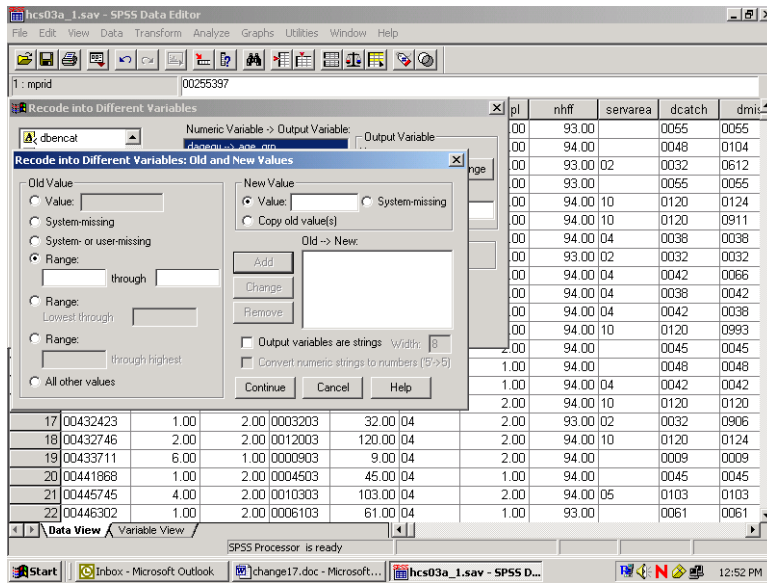 hcs03a_1.sav - SPSS Data Editor
File Edit View Data Transform Analyze Graphs Utilities Window Help
1 : mprid 00255397
Recode into Different Variables
dbencat
Numeric Variable -> Output Variable:
Output Variable
Recode into Different Variables: Old and New Values
Old Value
Value:
System-missing
System- or user-missing
Range:
through
Range:
Lowest through
Range:
through highest
All other values
New Value
Value: System-missing
Copy old value(s)
Old --> New:
Add
Change
Remove
Output variables are strings Width: 8
Convert numeric strings to numbers ('5'->5)
Continue Cancel Help
nhff servarea dcatch
.00 93.00 0055 0055
.00 94.00 0048 0104
.00 93.00 02 0032 0612
.00 93.00 0055 0055
.00 94.00 10 0120 0124
.00 94.00 10 0120 0911
.00 94.00 04 0038 0038
.00 93.00 02 0032 0032
.00 94.00 04 0042 0066
.00 94.00 04 0038 0042
.00 94.00 04 0042 0038
.00 94.00 10 0120 0993
2.00 94.00 0045 0045
1.00 94.00 0048 0048
1.00 94.00 04 0042 0042
2.00 94.00 10 0120 0120
17 00432423 1.00 2.00 0003203 32.00 04 2.00 93.00 02 0032 0906
18 00432746 2.00 2.00 0012003 120.00 04 2.00 94.00 10 0120 0124
19 00433711 6.00 1.00 0000903 9.00 04 2.00 94.00 0009 0009
20 00441868 1.00 2.00 0004503 45.00 04 1.00 94.00 0045 0045
21 00445745 4.00 2.00 0010303 103.00 04 2.00 94.00 05 0103 0103
22 00446302 1.00 2.00 0006103 61.00 04 1.00 93.00 0061 0061
Data View Variable View
SPSS Processor is ready
Start Inbox - Microsoft Outlook change17.doc - Microsoft... hcs03a_1.sav - SPSS D... 12:52 PM